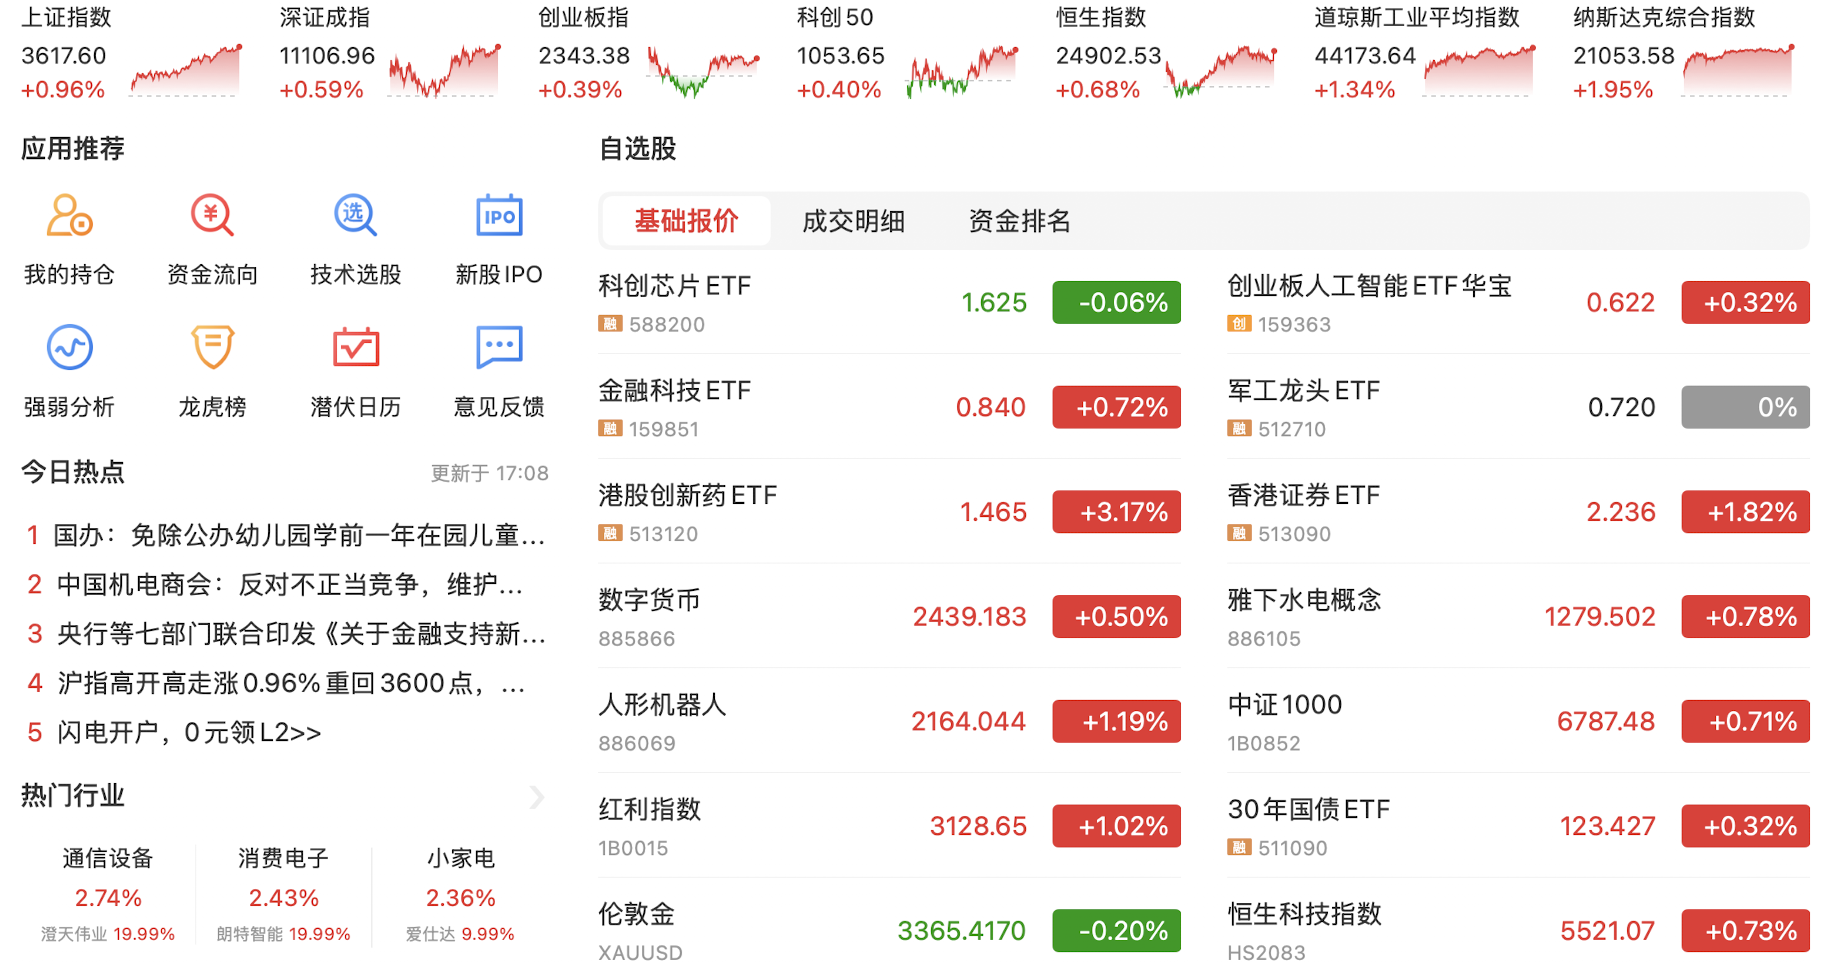 上证指数
3617.60
+0.96%
深证成指
11106.96
+0.59%
创业板指
2343.38
+0.39%
科创50
1053.65
+0.40%
恒生指数
24902.53
+0.68%
道琼斯工业平均指数
44173.64
+1.34%
纳斯达克综合指数
21053.58
+1.95%
应用推荐
我的持仓
资金流向
选
技术选股
IPO
新股IPO
强弱分析
龙虎榜
潜伏日历
意见反馈
今日热点 更新于 17:08
1 国办：免除公办幼儿园学前一年在园儿童...
2 中国机电商会：反对不正当竞争，维护...
3 央行等七部门联合印发《关于金融支持新...
4 沪指高开高走涨0.96%重回3600点，...
5 闪电开户，0元领L2>>
热门行业
通信设备
2.74%
澄天伟业 19.99%
消费电子
2.43%
朗特智能 19.99%
小家电
2.36%
爱仕达 9.99%
自选股
基础报价 成交明细 资金排名
科创芯片ETF
融 588200
1.625 -0.06%
创业板人工智能ETF华宝
创 159363
0.622 +0.32%
金融科技ETF
融 159851
0.840 +0.72%
军工龙头ETF
融 512710
0.720 0%
港股创新药ETF
融 513120
1.465 +3.17%
香港证券ETF
融 513090
2.236 +1.82%
数字货币
885866
2439.183 +0.50%
雅下水电概念
886105
1279.502 +0.78%
人形机器人
886069
2164.044 +1.19%
中证1000
1B0852
6787.48 +0.71%
红利指数
1B0015
3128.65 +1.02%
30年国债ETF
融 511090
123.427 +0.32%
伦敦金
XAUUSD
3365.4170 -0.20%
恒生科技指数
HS2083
5521.07 +0.73%